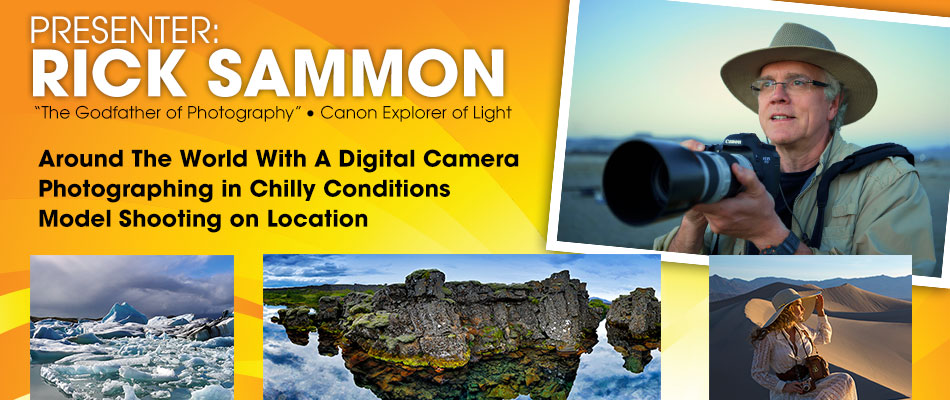 PRESENTER:
RICK SAMMON
“The Godfather of Photography” • Canon Explorer of Light
Around The World With A Digital Camera
Photographing in Chilly Conditions
Model Shooting on Location
Canon